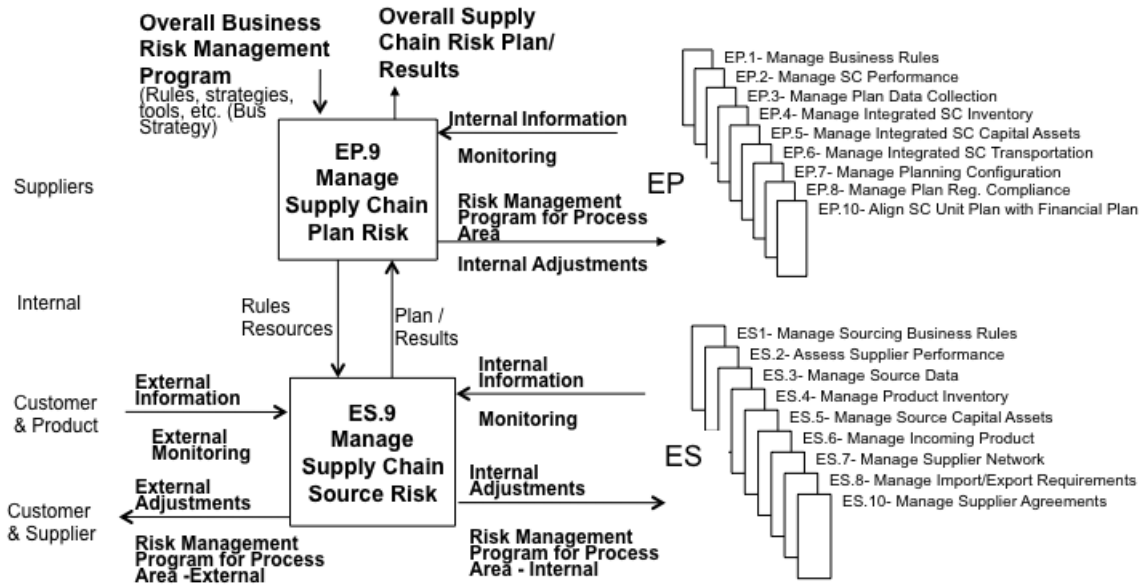 Overall Business
Risk Management
Program
(Rules, strategies,
tools, etc. (Bus
Strategy)
Overall Supply
Chain Risk Plan/
Results
EP.9
Manage
Supply Chain
Plan Risk
Internal Information
Monitoring
Risk Management
Program for Process
Area
Internal Adjustments
EP
EP.1- Manage Business Rules
EP.2- Manage SC Performance
EP.3- Manage Plan Data Collection
EP.4- Manage Integrated SC Inventory
EP.5- Manage Integrated SC Capital Assets
EP.6- Manage Integrated SC Transportation
EP.7- Manage Planning Configuration
EP.8- Manage Plan Reg. Compliance
EP.10- Align SC Unit Plan with Financial Plan
Suppliers
Internal
Customer
& Product
Customer
& Supplier
Rules
Resources
Plan /
Results
External
Information
External
Monitoring
External
Adjustments
Risk Management
Program for Process
Area -External
ES.9
Manage
Supply Chain
Source Risk
Internal
Information
Monitoring
Internal
Adjustments
Risk Management
Program for Process
Area - Internal
ES
ES1- Manage Sourcing Business Rules
ES.2- Assess Supplier Performance
ES.3- Manage Source Data
ES.4- Manage Product Inventory
ES.5- Manage Source Capital Assets
ES.6- Manage Incoming Product
ES.7- Manage Supplier Network
ES.8- Manage Import/Export Requirements
ES.10- Manage Supplier Agreements